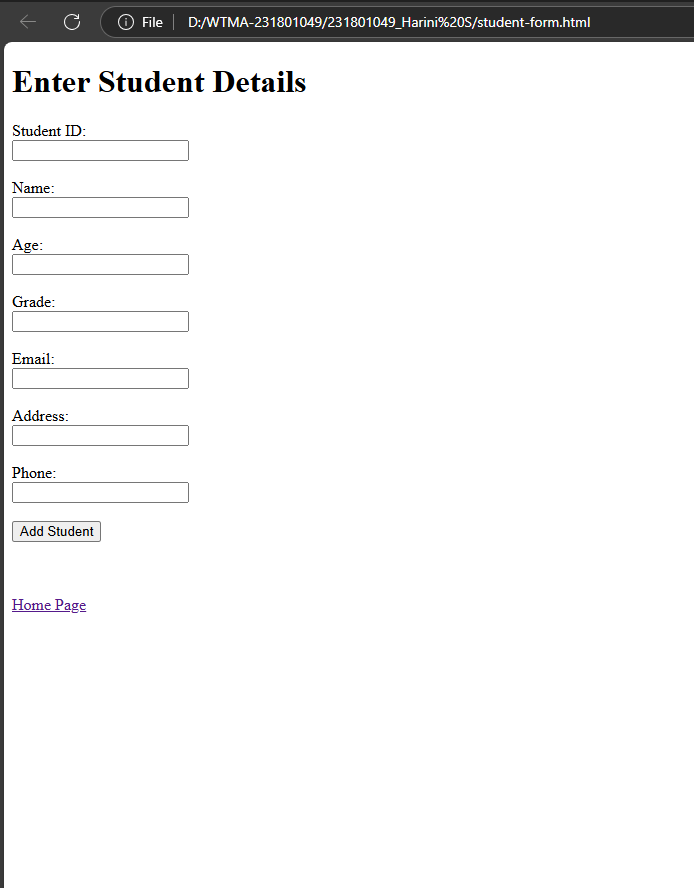 File D:/WTMA-231801049/231801049_Harini%20S/student-form.html
Enter Student Details
Student ID:
Name:
Age:
Grade:
Email:
Address:
Phone:
Add Student
Home Page